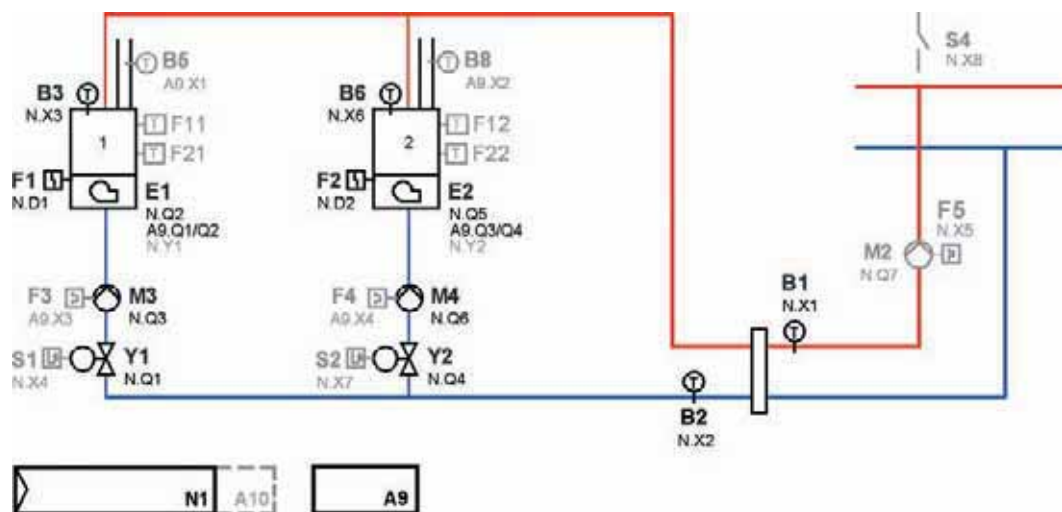 S4
N.X8
B5
A9.X1
B8
A9.X2
B3
N.X3
B6
N.X6
1
2
T F11
T F21
T F12
T F22
F1
N.D1
E1
N.Q2
A9.Q1/Q2
N.Y1
F2
N.D2
E2
N.Q5
A9.Q3/Q4
N.Y2
F5
N.X5
M2
N.Q7
B1
N.X1
F3
A9.X3
M3
N.Q3
F4
A9.X4
M4
N.Q6
S1
N.X4
Y1
N.Q1
S2
N.X7
Y2
N.Q4
B2
N.X2
N1
A10
A9